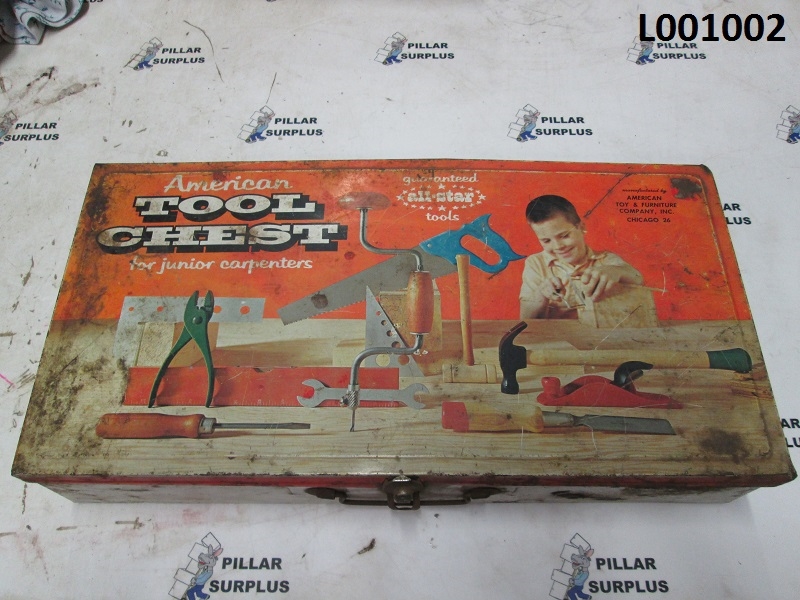 L001002
PILLAR
SURPLUS
PILLAR
SURPLUS
PILLAR
SURPLUS
PILLAR
SURPLUS
PILLAR
SURPLUS
PILLAR
SURPLUS
American
TOOL
CHEST
for junior carpenters
guaranteed
all-star
tools
manufactured by
AMERICAN
TOY & FURNITURE
COMPANY, INC.
CHICAGO 26
PILLAR
SURPLUS
PILLAR
SURPLUS